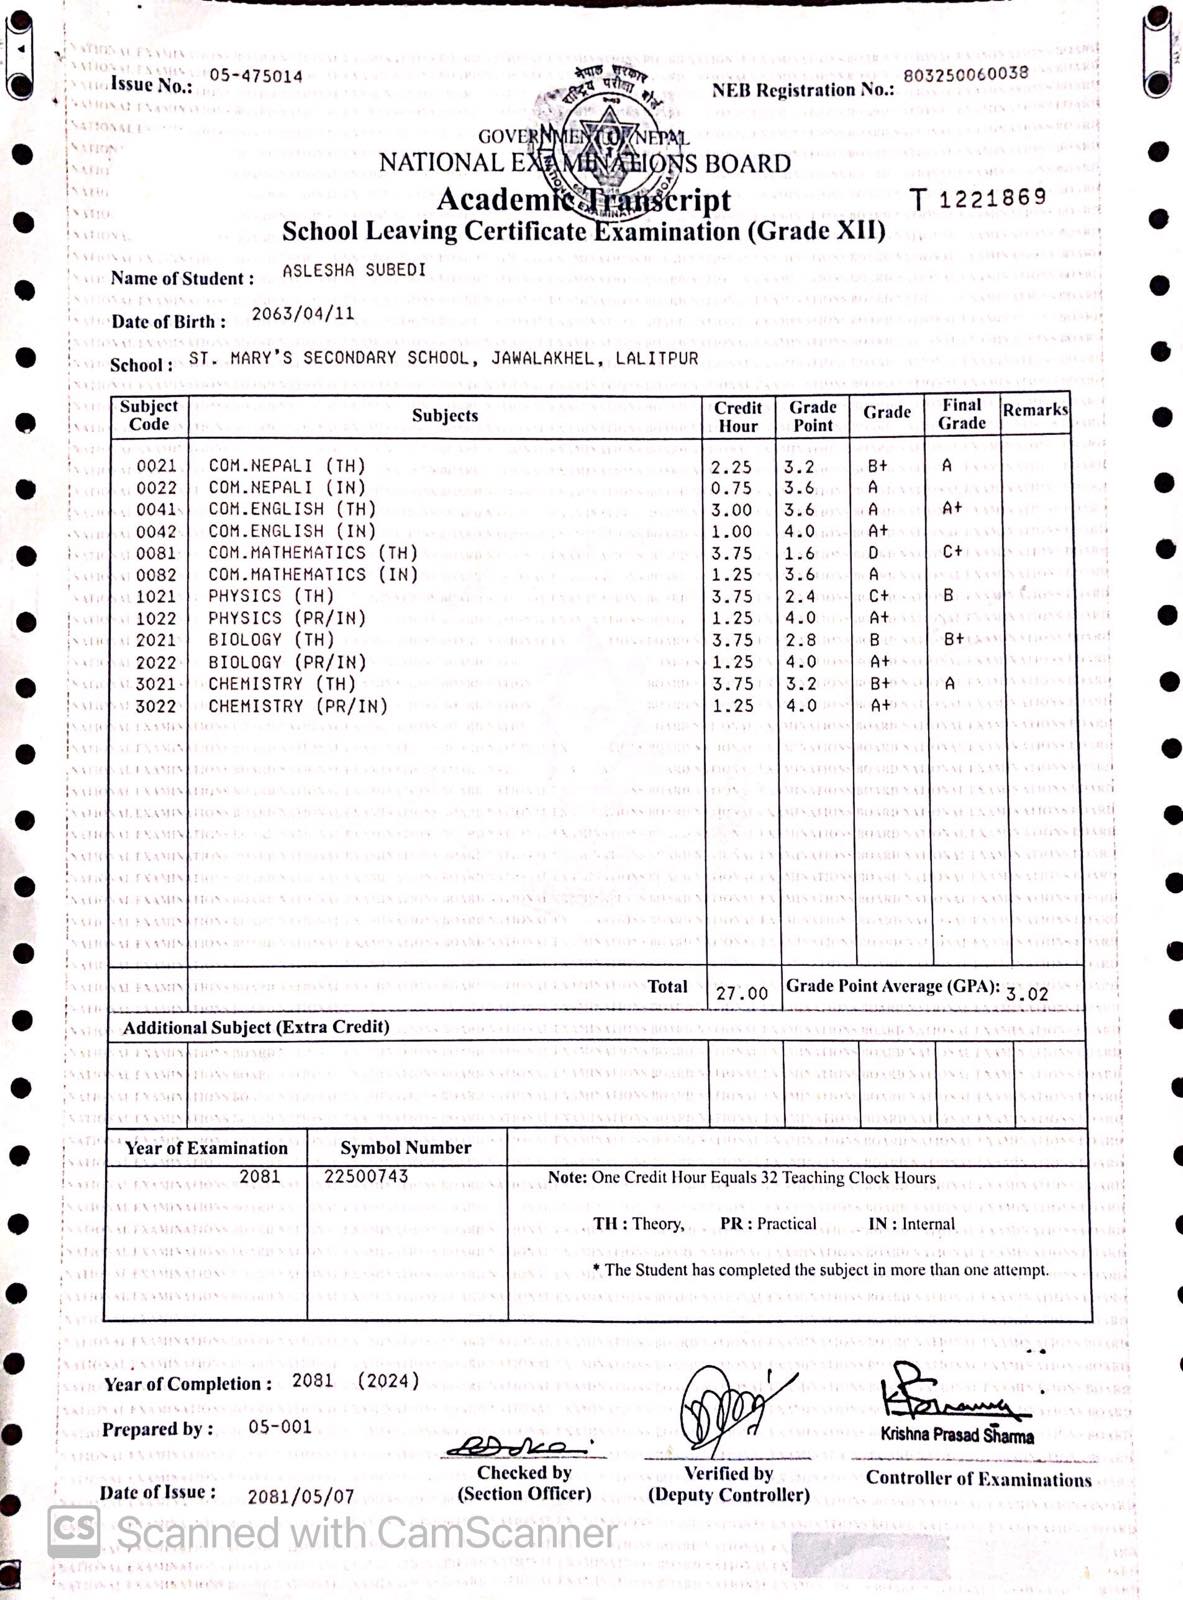 Issue No.: 05-475014
NEB Registration No.: 803250060038
नेपाल सरकार
राष्ट्रिय परीक्षा बोर्ड
GOVERNMENT OF NEPAL
NATIONAL EXAMINATIONS BOARD
Academic Transcript
T 1221869
School Leaving Certificate Examination (Grade XII)
Name of Student : ASLESHA SUBEDI
Date of Birth : 2063/04/11
School : ST. MARY'S SECONDARY SCHOOL, JAWALAKHEL, LALITPUR
Subject Code Subjects Credit Hour Grade Point Grade Final Grade Remarks
0021 COM.NEPALI (TH) 2.25 3.2 B+ A
0022 COM.NEPALI (IN) 0.75 3.6 A
0041 COM.ENGLISH (TH) 3.00 3.6 A A+
0042 COM.ENGLISH (IN) 1.00 4.0 A+
0081 COM.MATHEMATICS (TH) 3.75 1.6 D C+
0082 COM.MATHEMATICS (IN) 1.25 3.6 A
1021 PHYSICS (TH) 3.75 2.4 C+ B
1022 PHYSICS (PR/IN) 1.25 4.0 A+
2021 BIOLOGY (TH) 3.75 2.8 B B+
2022 BIOLOGY (PR/IN) 1.25 4.0 A+
3021 CHEMISTRY (TH) 3.75 3.2 B+ A
3022 CHEMISTRY (PR/IN) 1.25 4.0 A+
Total 27.00 Grade Point Average (GPA): 3.02
Additional Subject (Extra Credit)
Year of Examination Symbol Number
2081 22500743 Note: One Credit Hour Equals 32 Teaching Clock Hours
TH : Theory, PR : Practical IN : Internal
* The Student has completed the subject in more than one attempt.
Year of Completion : 2081 (2024)
Prepared by : 05-001
Krishna Prasad Sharma
Checked by
(Section Officer)
Verified by
(Deputy Controller)
Controller of Examinations
Date of Issue : 2081/05/07
CS Scanned with CamScanner